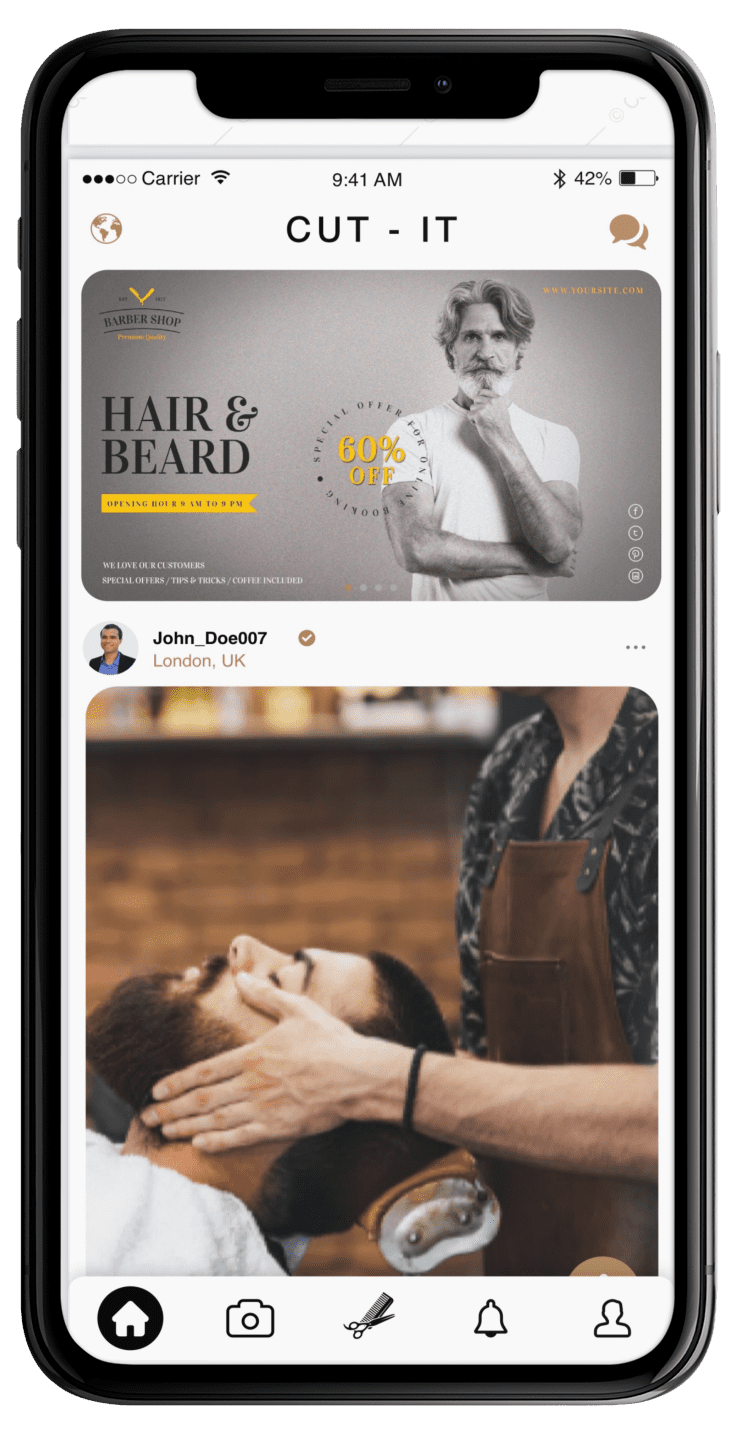 Carrier
9:41 AM
42%
CUT - IT
WWW.YOURSITE.COM
BARBER SHOP
Premium Quality
HAIR &
BEARD
OPENING HOUR 9 AM TO 9 PM
SPECIAL OFFER FOR ONLINE BOOKING
60%
OFF
WE LOVE OUR CUSTOMERS
SPECIAL OFFERS / TIPS & TRICKS / COFFEE INCLUDED
John_Doe007
London, UK